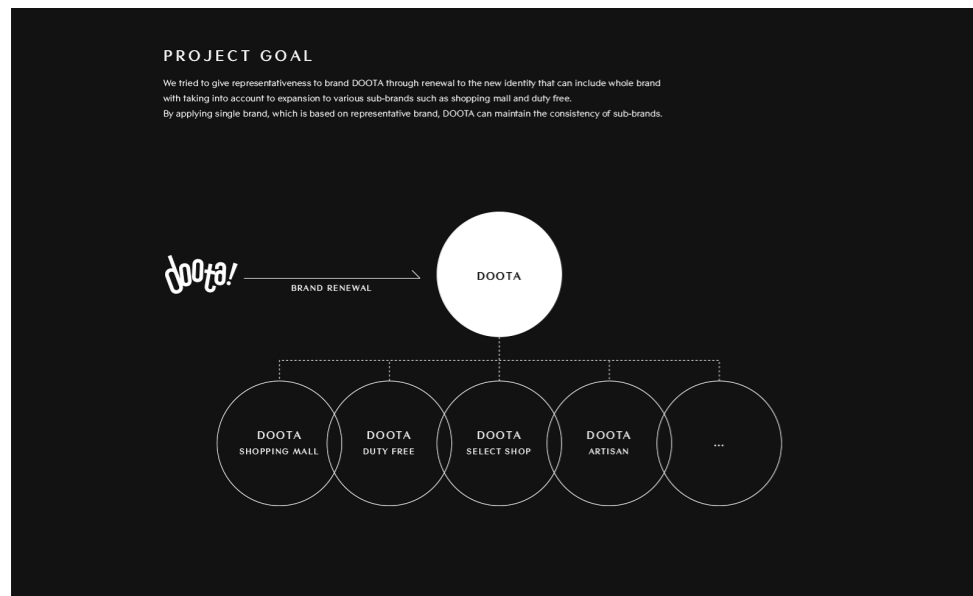 PROJECT GOAL
We tried to give representativeness to brand DOOTA through renewal to the new identity that can include whole brand
with taking into account to expansion to various sub-brands such as shopping mall and duty free.
By applying single brand, which is based on representative brand, DOOTA can maintain the consistency of sub-brands.
doota!
BRAND RENEWAL
DOOTA
DOOTA
SHOPPING MALL
DOOTA
DUTY FREE
DOOTA
SELECT SHOP
DOOTA
ARTISAN
...